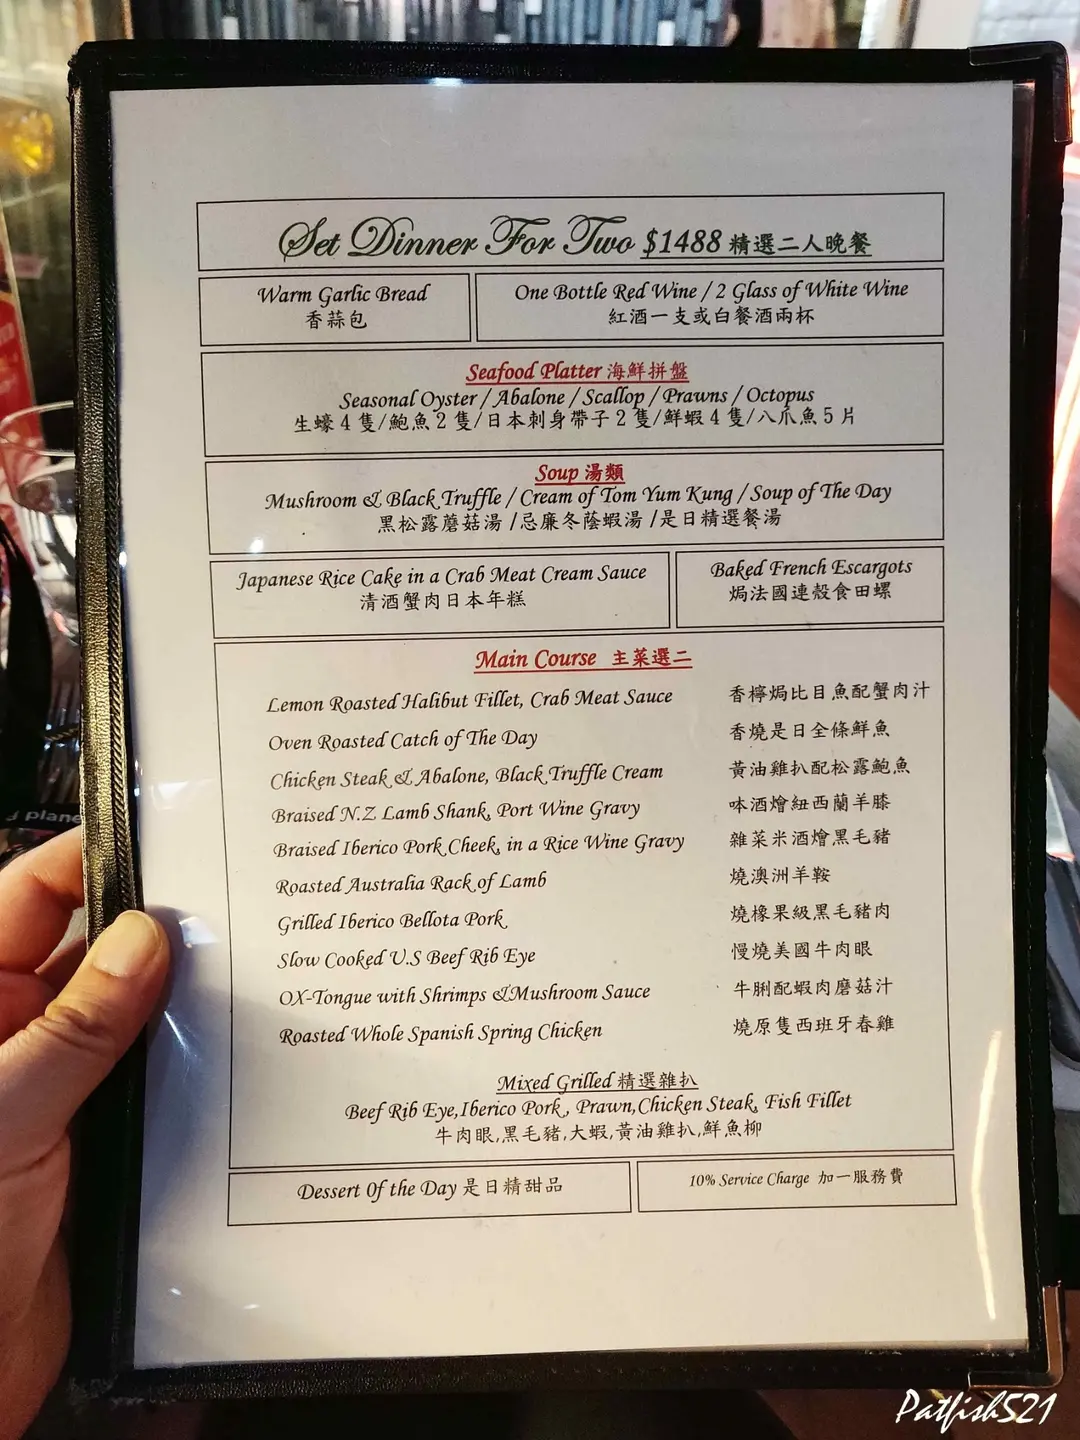 Set Dinner For Two $1488 精選二人晚餐
Warm Garlic Bread
香蒜包
One Bottle Red Wine / 2 Glass of White Wine
紅酒一支或白餐酒兩杯
Seafood Platter 海鮮拼盤
Seasonal Oyster / Abalone / Scallop / Prawns / Octopus
生蠔4隻/鮑魚2隻/日本刺身帶子2隻/鮮蝦4隻/八爪魚5片
Soup 湯類
Mushroom & Black Truffle / Cream of Tom Yum Kung / Soup of The Day
黑松露蘑菇湯 /忌廉冬蔭蝦湯 /是日精選餐湯
Japanese Rice Cake in a Crab Meat Cream Sauce
清酒蟹肉日本年糕
Baked French Escargots
焗法國連殼食田螺
Main Course 主菜選二
Lemon Roasted Halibut Fillet, Crab Meat Sauce 香檸焗比目魚配蟹肉汁
Oven Roasted Catch of The Day 香燒是日全條鮮魚
Chicken Steak & Abalone, Black Truffle Cream 黃油雞扒配松露鮑魚
Braised N.Z Lamb Shank, Port Wine Gravy 砵酒燴紐西蘭羊膝
Braised Iberico Pork Cheek, in a Rice Wine Gravy 雜菜米酒燴黑毛豬
Roasted Australia Rack of Lamb 燒澳洲羊鞍
Grilled Iberico Bellota Pork 燒橡果級黑毛豬肉
Slow Cooked U.S Beef Rib Eye 慢燒美國牛肉眼
OX-Tongue with Shrimps &Mushroom Sauce 牛脷配蝦肉磨菇汁
Roasted Whole Spanish Spring Chicken 燒原隻西班牙春雞
Mixed Grilled 精選雜扒
Beef Rib Eye,Iberico Pork, Prawn,Chicken Steak, Fish Fillet
牛肉眼,黑毛豬,大蝦,黃油雞扒,鮮魚柳
Dessert Of the Day 是日精甜品
10% Service Charge 加一服務費
d plane
Patfish521